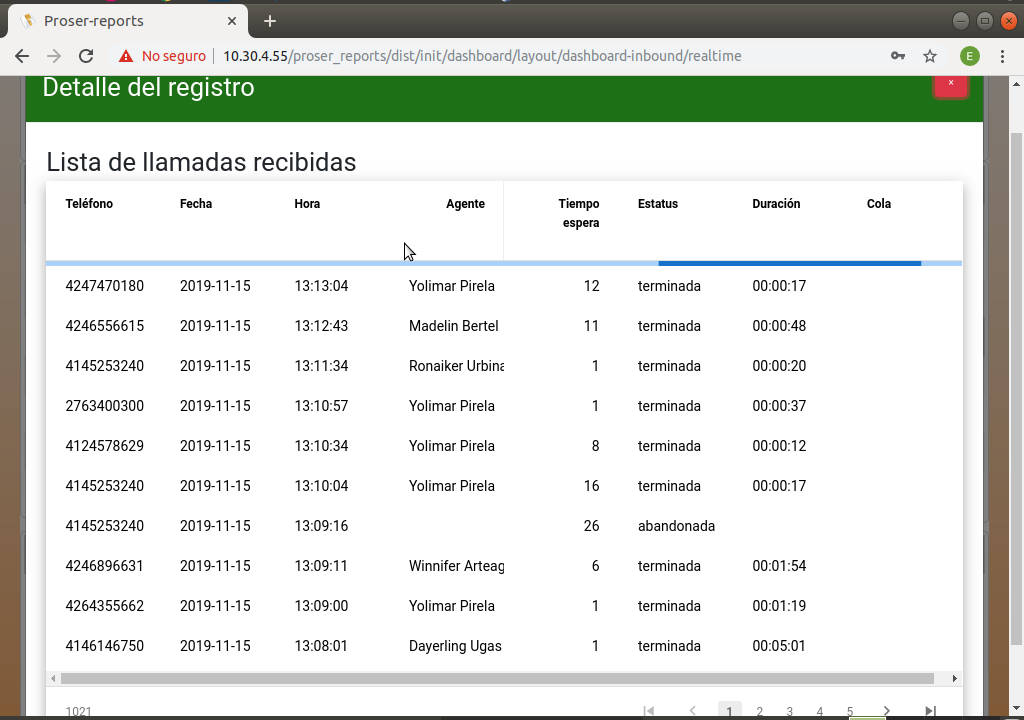 Proser-reports
No seguro 10.30.4.55/proser_reports/dist/init/dashboard/layout/dashboard-inbound/realtime E
Detalle del registro ×
Lista de llamadas recibidas
Teléfono Fecha Hora Agente Tiempo espera Estatus Duración Cola
4247470180 2019-11-15 13:13:04 Yolimar Pirela 12 terminada 00:00:17
4246556615 2019-11-15 13:12:43 Madelin Bertel 11 terminada 00:00:48
4145253240 2019-11-15 13:11:34 Ronaiker Urbina 1 terminada 00:00:20
2763400300 2019-11-15 13:10:57 Yolimar Pirela 1 terminada 00:00:37
4124578629 2019-11-15 13:10:34 Yolimar Pirela 8 terminada 00:00:12
4145253240 2019-11-15 13:10:04 Yolimar Pirela 16 terminada 00:00:17
4145253240 2019-11-15 13:09:16 26 abandonada
4246896631 2019-11-15 13:09:11 Winnifer Arteag 6 terminada 00:01:54
4264355662 2019-11-15 13:09:00 Yolimar Pirela 1 terminada 00:01:19
4146146750 2019-11-15 13:08:01 Dayerling Ugas 1 terminada 00:05:01
1021 1 2 3 4 5